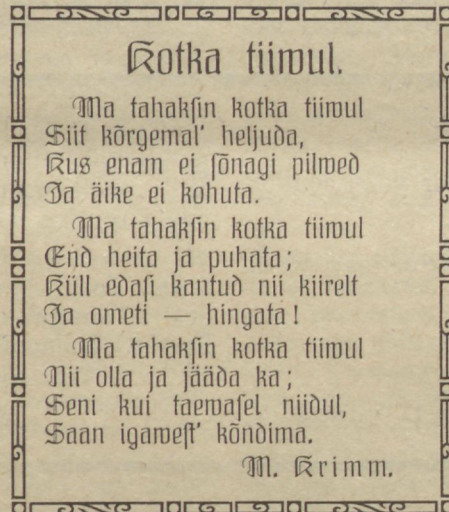 Kotka tiiwul.
Ma tahakſin kotka tiiwul
Siit kõrgemal' heljuda,
Kus enam ei ſõnagi pilwed
Ja äike ei kohuta.
Ma tahakſin kotka tiiwul
End heita ja puhata;
Küll edaſi kantud nii kiirelt
Ja ometi — hingata!
Ma tahakſin kotka tiiwul
Nii olla ja jääda ka;
Seni kui taewaſel niidul,
Saan igaweſt' kõndima.
M. Krimm.